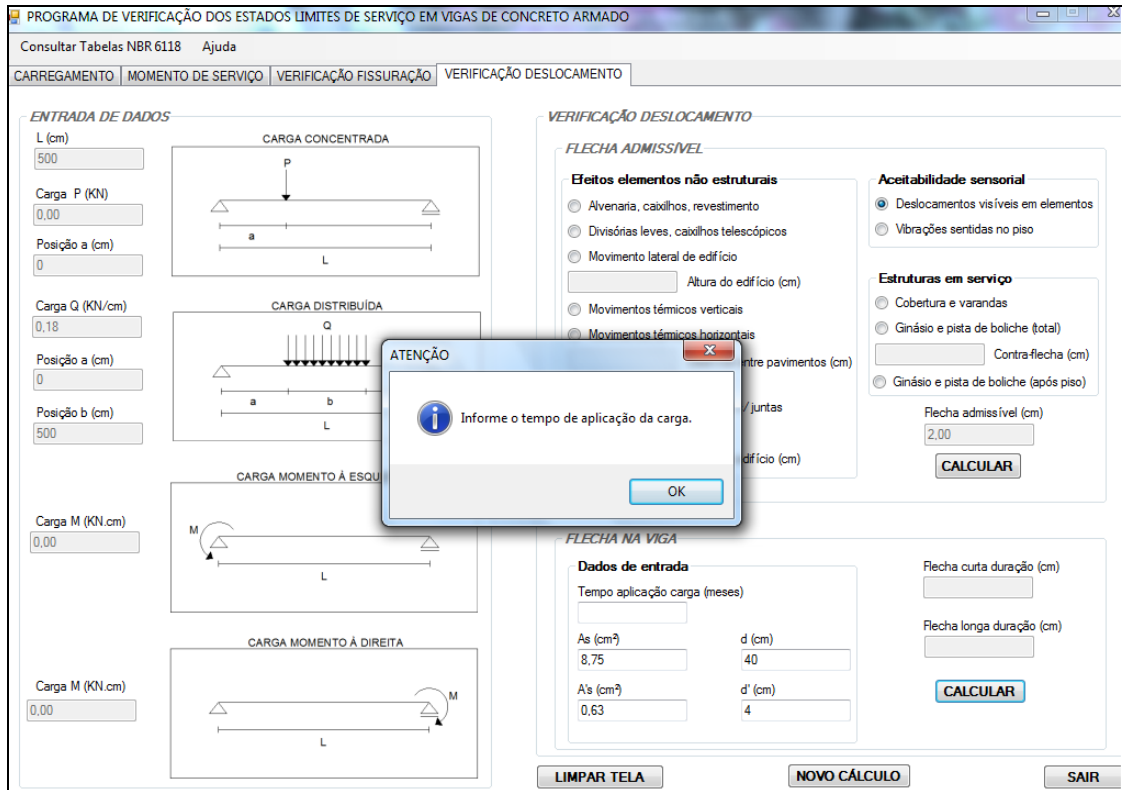 PROGRAMA DE VERIFICAÇÃO DOS ESTADOS LIMITES DE SERVIÇO EM VIGAS DE CONCRETO ARMADO
Consultar Tabelas NBR 6118 Ajuda
CARREGAMENTO MOMENTO DE SERVIÇO VERIFICAÇÃO FISSURAÇÃO VERIFICAÇÃO DESLOCAMENTO
ENTRADA DE DADOS
L (cm)
500
Carga P (KN)
0,00
Posição a (cm)
0
CARGA CONCENTRADA
P
a
L
Carga Q (KN/cm)
0,18
Posição a (cm)
0
Posição b (cm)
500
CARGA DISTRIBUÍDA
Q
a b
L
CARGA MOMENTO À ESQU
Carga M (KN.cm)
0,00
M
L
CARGA MOMENTO À DIREITA
Carga M (KN.cm)
0,00
M
L
VERIFICAÇÃO DESLOCAMENTO
FLECHA ADMISSÍVEL
Efeitos elementos não estruturais
Alvenaria, caixilhos, revestimento
Divisórias leves, caixilhos telescópicos
Movimento lateral de edifício
Altura do edifício (cm)
Movimentos térmicos verticais
Movimentos térmicos horizontais
entre pavimentos (cm)
/ juntas
difício (cm)
Aceitabilidade sensorial
Deslocamentos visíveis em elementos
Vibrações sentidas no piso
Estruturas em serviço
Cobertura e varandas
Ginásio e pista de boliche (total)
Contra-flecha (cm)
Ginásio e pista de boliche (após piso)
Flecha admissível (cm)
2,00
CALCULAR
ATENÇÃO
Informe o tempo de aplicação da carga.
OK
FLECHA NA VIGA
Dados de entrada
Tempo aplicação carga (meses)
As (cm²) d (cm)
8,75 40
A's (cm²) d' (cm)
0,63 4
Flecha curta duração (cm)
Flecha longa duração (cm)
CALCULAR
LIMPAR TELA NOVO CÁLCULO SAIR